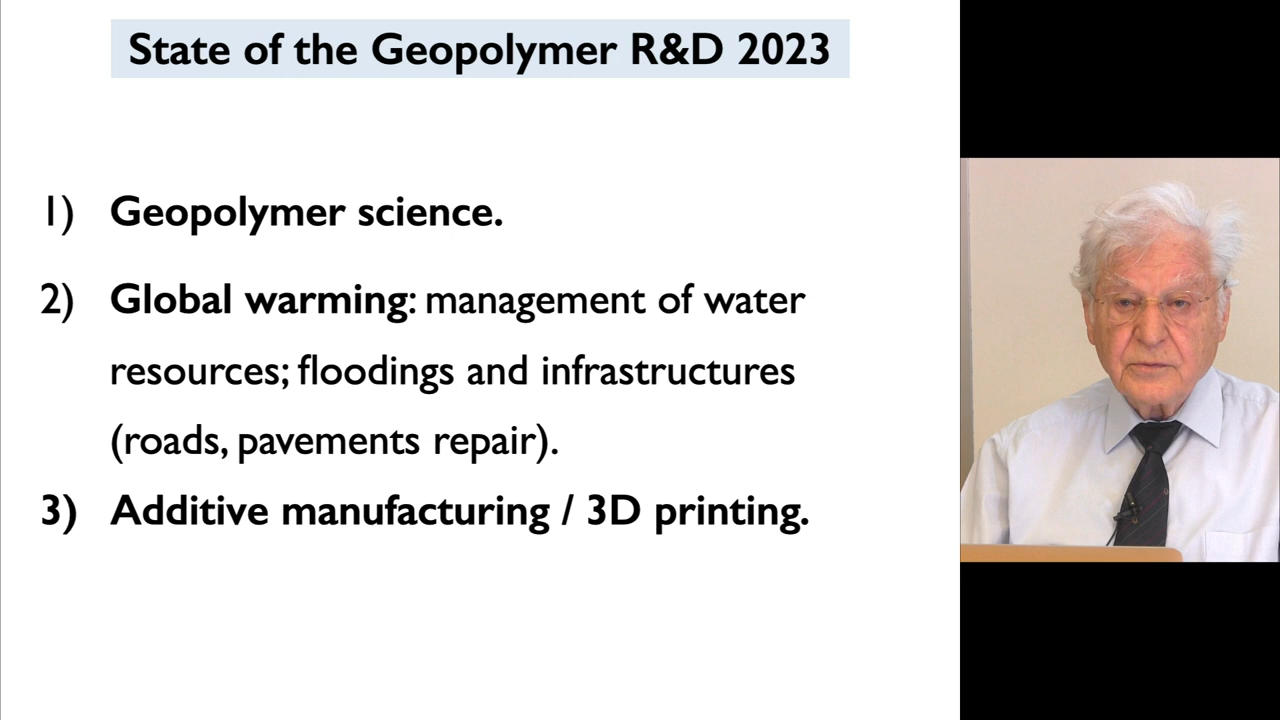 State of the Geopolymer R&D 2023
1) Geopolymer science.
2) Global warming: management of water
resources; floodings and infrastructures
(roads, pavements repair).
3) Additive manufacturing / 3D printing.